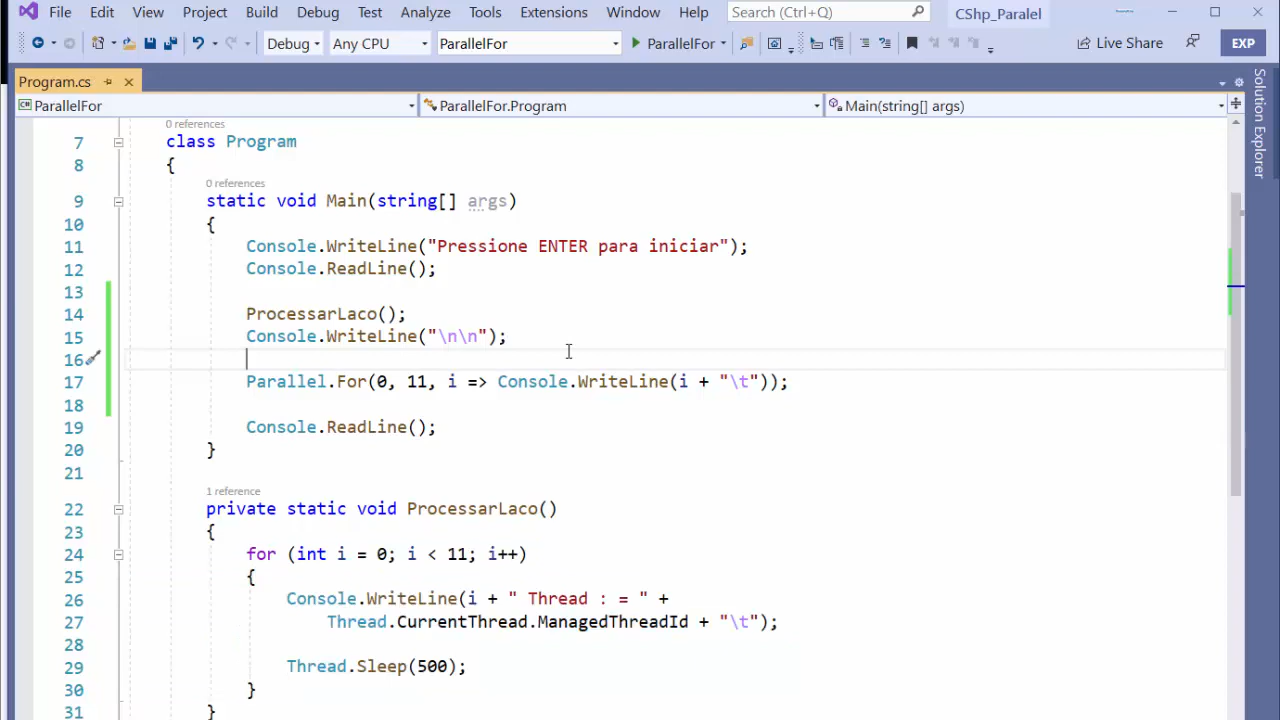 File Edit View Project Build Debug Test Analyze Tools Extensions Window Help Search (Ctrl+Q) CShp_Paralel
Debug Any CPU ParallelFor ParallelFor Live Share EXP
Program.cs
ParallelFor ParallelFor.Program Main(string[] args)
Solution Explorer
0 references
7 class Program
8 {
0 references
9 static void Main(string[] args)
10 {
11 Console.WriteLine("Pressione ENTER para iniciar");
12 Console.ReadLine();
13
14 ProcessarLaco();
15 Console.WriteLine("\n\n");
16
17 Parallel.For(0, 11, i => Console.WriteLine(i + "\t"));
18
19 Console.ReadLine();
20 }
21
1 reference
22 private static void ProcessarLaco()
23 {
24 for (int i = 0; i < 11; i++)
25 {
26 Console.WriteLine(i + " Thread : = " +
27 Thread.CurrentThread.ManagedThreadId + "\t");
28
29 Thread.Sleep(500);
30 }
31 }